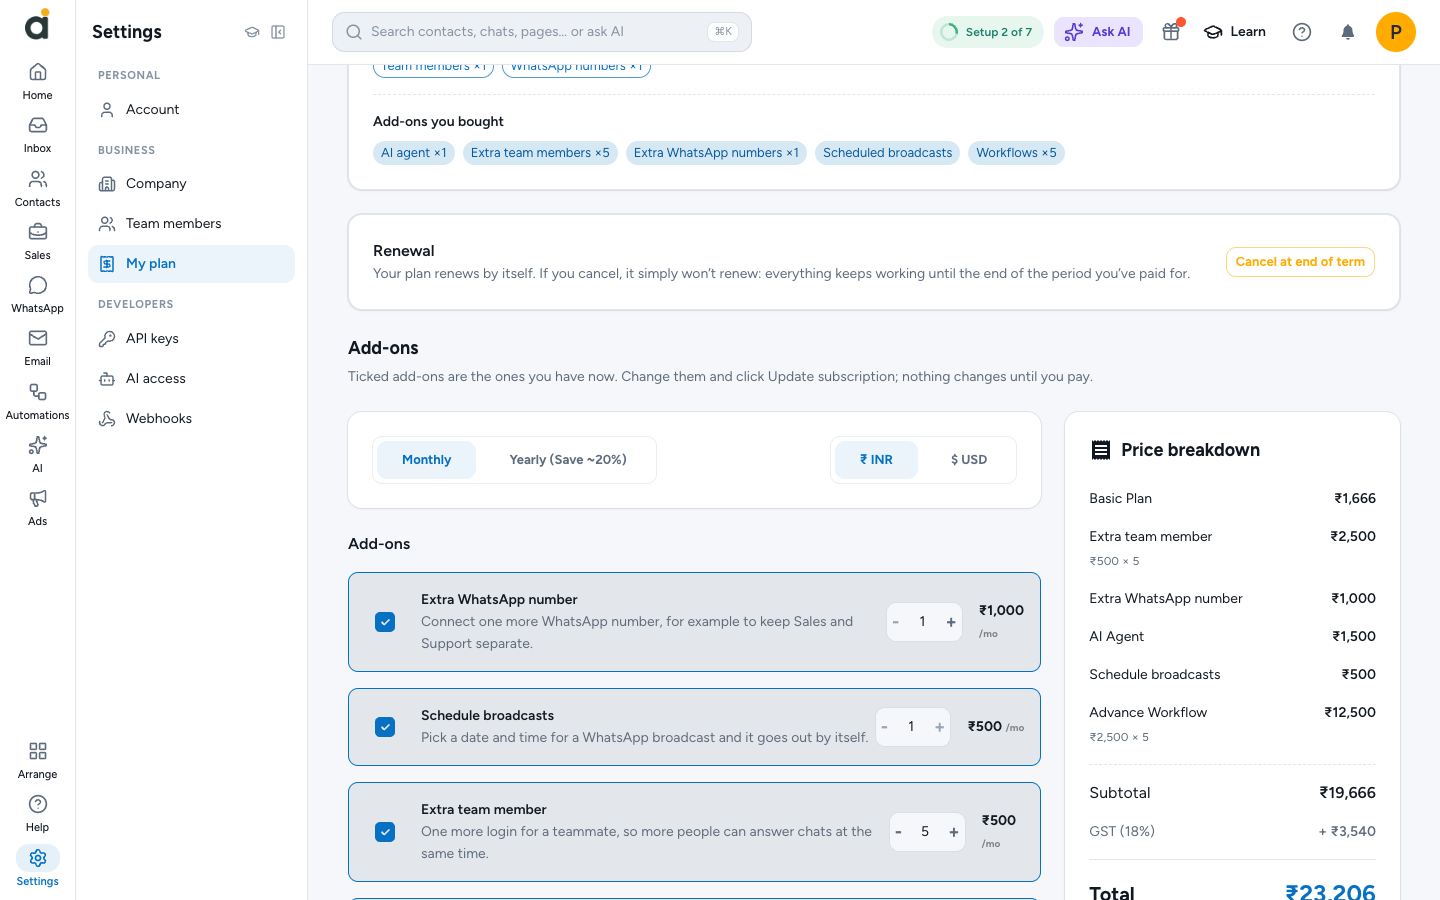 Settings
Search contacts, chats, pages... or ask AI
⌘K
Setup 2 of 7
Ask AI
Learn
P
Home
Inbox
Contacts
Sales
WhatsApp
Email
Automations
AI
Ads
Arrange
Help
Settings
PERSONAL
Account
BUSINESS
Company
Team members
My plan
DEVELOPERS
API keys
AI access
Webhooks
Team members ×1
WhatsApp numbers ×1
Add-ons you bought
AI agent ×1
Extra team members ×5
Extra WhatsApp numbers ×1
Scheduled broadcasts
Workflows ×5
Renewal
Your plan renews by itself. If you cancel, it simply won't renew: everything keeps working until the end of the period you've paid for.
Cancel at end of term
Add-ons
Ticked add-ons are the ones you have now. Change them and click Update subscription; nothing changes until you pay.
Monthly
Yearly (Save ~20%)
₹ INR
$ USD
Add-ons
Extra WhatsApp number
Connect one more WhatsApp number, for example to keep Sales and
Support separate.
- 1 +
₹1,000
/mo
Schedule broadcasts
Pick a date and time for a WhatsApp broadcast and it goes out by itself.
- 1 +
₹500 /mo
Extra team member
One more login for a teammate, so more people can answer chats at the
same time.
- 5 +
₹500
/mo
Price breakdown
Basic Plan ₹1,666
Extra team member ₹2,500
₹500 × 5
Extra WhatsApp number ₹1,000
AI Agent ₹1,500
Schedule broadcasts ₹500
Advance Workflow ₹12,500
₹2,500 × 5
Subtotal ₹19,666
GST (18%) + ₹3,540
Total ₹23,206